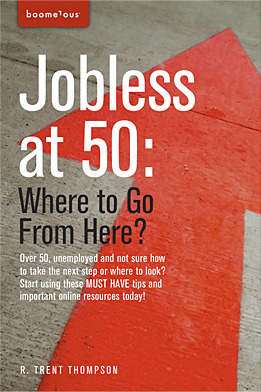 boomerous
Jobless
at 50:
Where to Go
From Here?
Over 50, unemployed and not sure how
to take the next step or where to look?
Start using these MUST HAVE tips and
important online resources today!
R. TRENT THOMPSON